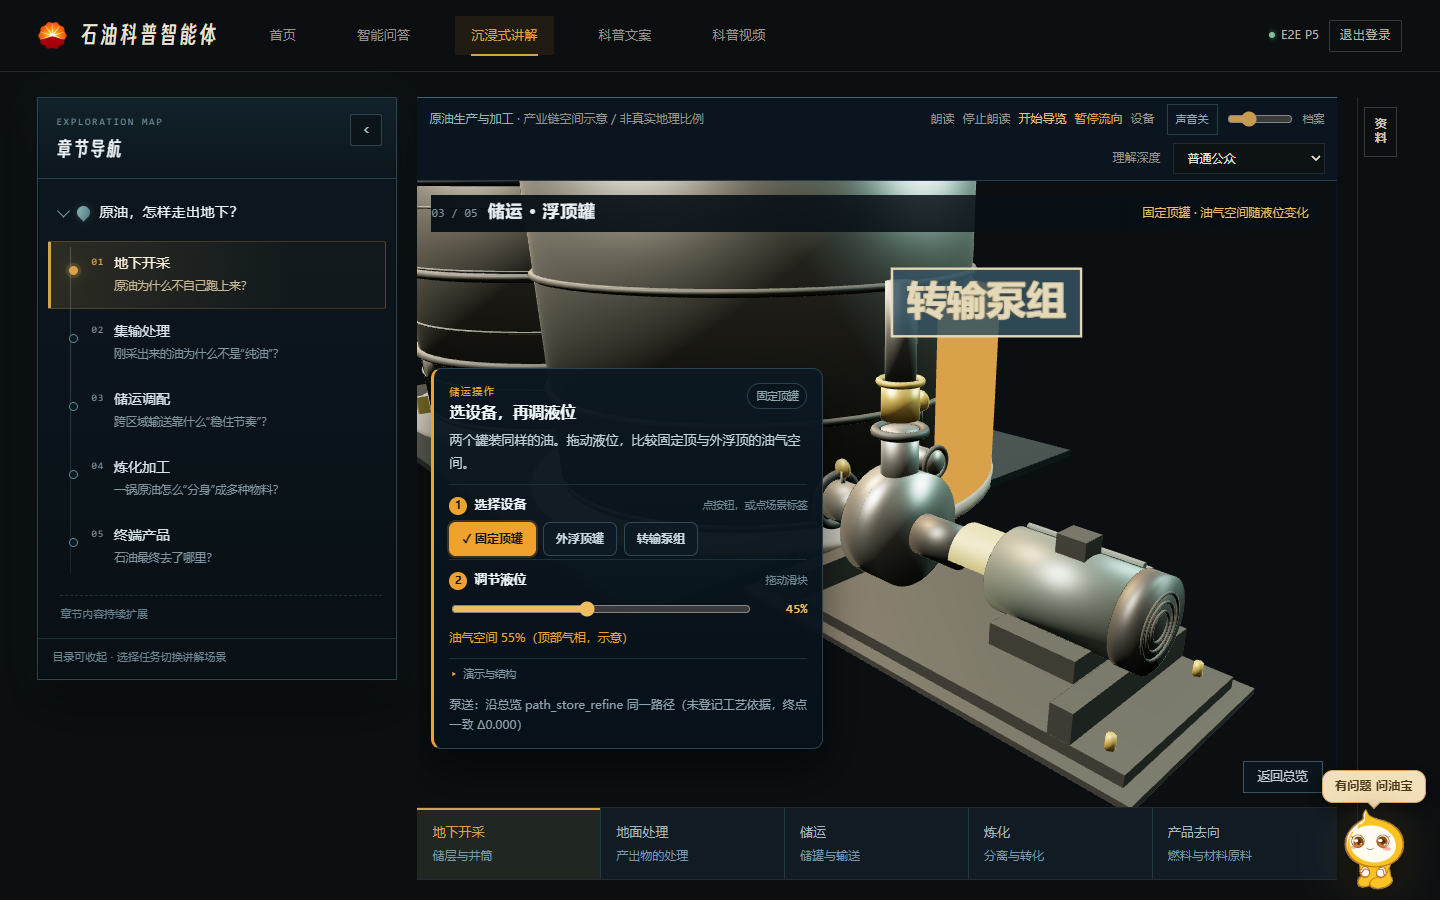 石油科普智能体
首页
智能问答
沉浸式讲解
科普文案
科普视频
E2E P5
退出登录
EXPLORATION MAP
章节导航
原油，怎样走出地下？
01 地下开采
原油为什么不自己跑上来？
02 集输处理
刚采出来的油为什么不是“纯油”？
03 储运调配
跨区域输送靠什么“稳住节奏”？
04 炼化加工
一锅原油怎么“分身”成多种物料？
05 终端产品
石油最终去了哪里？
章节内容持续扩展
目录可收起 · 选择任务切换讲解场景
原油生产与加工 · 产业链空间示意 / 非真实地理比例
朗读 停止朗读 开始导览 暂停流向 设备 声音关 档案
理解深度 普通公众
资料
03 / 05 储运 • 浮顶罐
固定顶罐 · 油气空间随液位变化
转输泵组
储运操作
固定顶罐
选设备，再调液位
两个罐装同样的油。拖动液位，比较固定顶与外浮顶的油气空
间。
1 选择设备
点按钮，或点场景标签
✓ 固定顶罐
外浮顶罐
转输泵组
2 调节液位
拖动滑块
45%
油气空间 55%（顶部气相，示意）
演示与结构
泵送：沿总览 path_store_refine 同一路径（未登记工艺依据，终点
一致 Δ0.000）
返回总览
有问题 问油宝
地下开采
储层与井筒
地面处理
产出物的处理
储运
储罐与输送
炼化
分离与转化
产品去向
燃料与材料原料